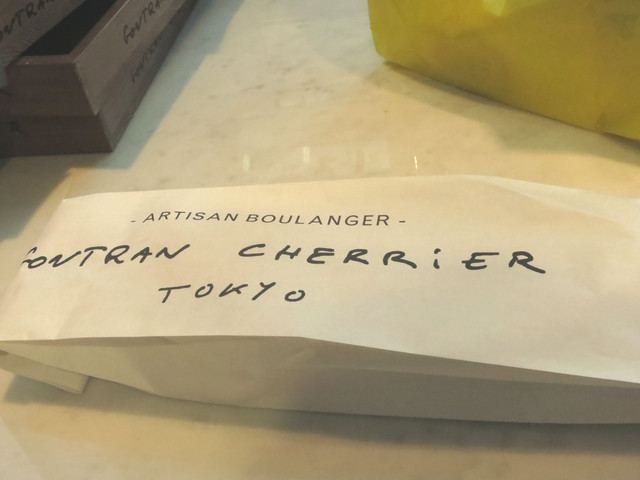 - ARTISAN BOULANGER -
GONTRAN CHERRiER
TOKYO